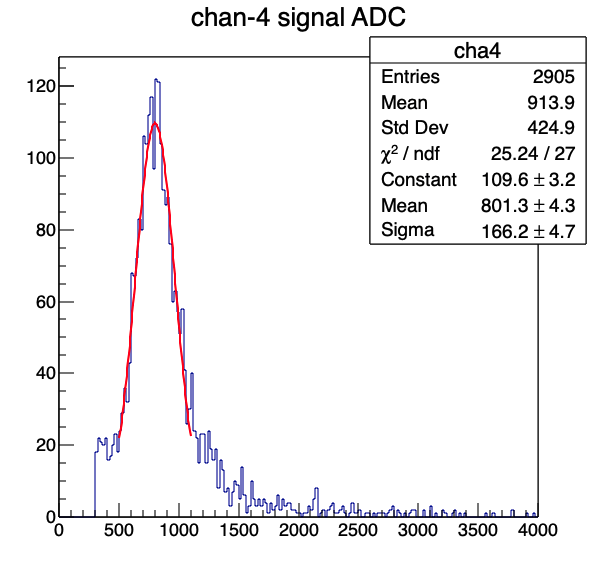 chan-4 signal ADC
cha4
Entries 2905
Mean 913.9
Std Dev 424.9
χ² / ndf 25.24 / 27
Constant 109.6 ± 3.2
Mean 801.3 ± 4.3
Sigma 166.2 ± 4.7
120
100
80
60
40
20
0
0 500 1000 1500 2000 2500 3000 3500 4000